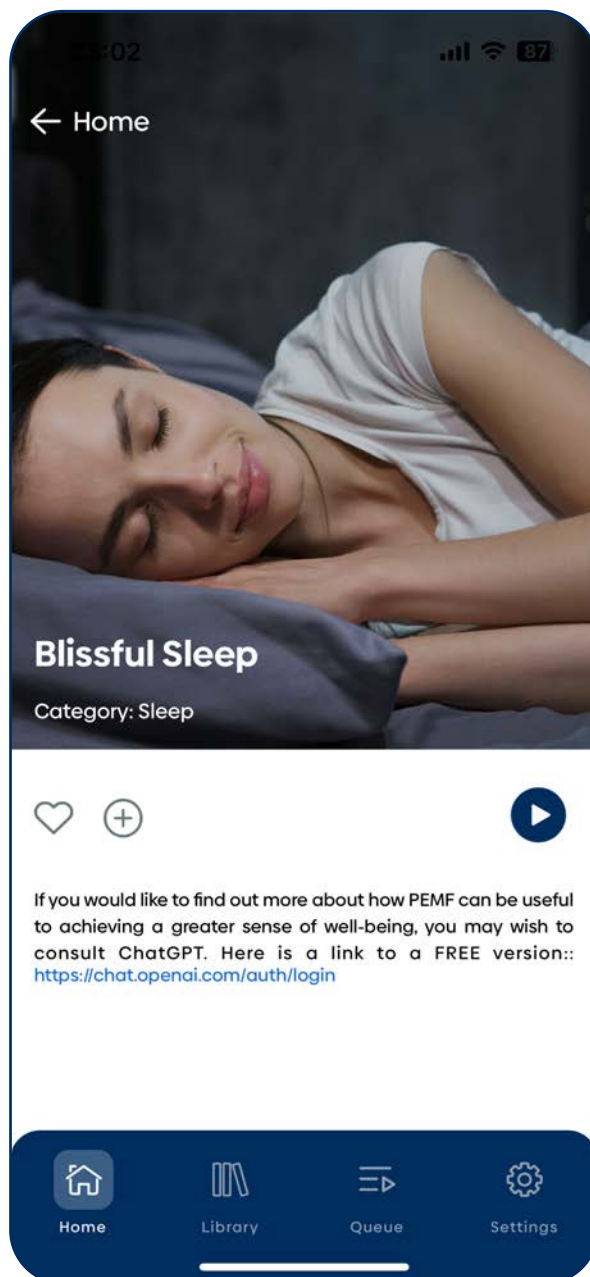 :02
87
Home
Blissful Sleep
Category: Sleep
If you would like to find out more about how PEMF can be useful
to achieving a greater sense of well-being, you may wish to
consult ChatGPT. Here is a link to a FREE version::
https://chat.openai.com/auth/login
Home Library Queue Settings